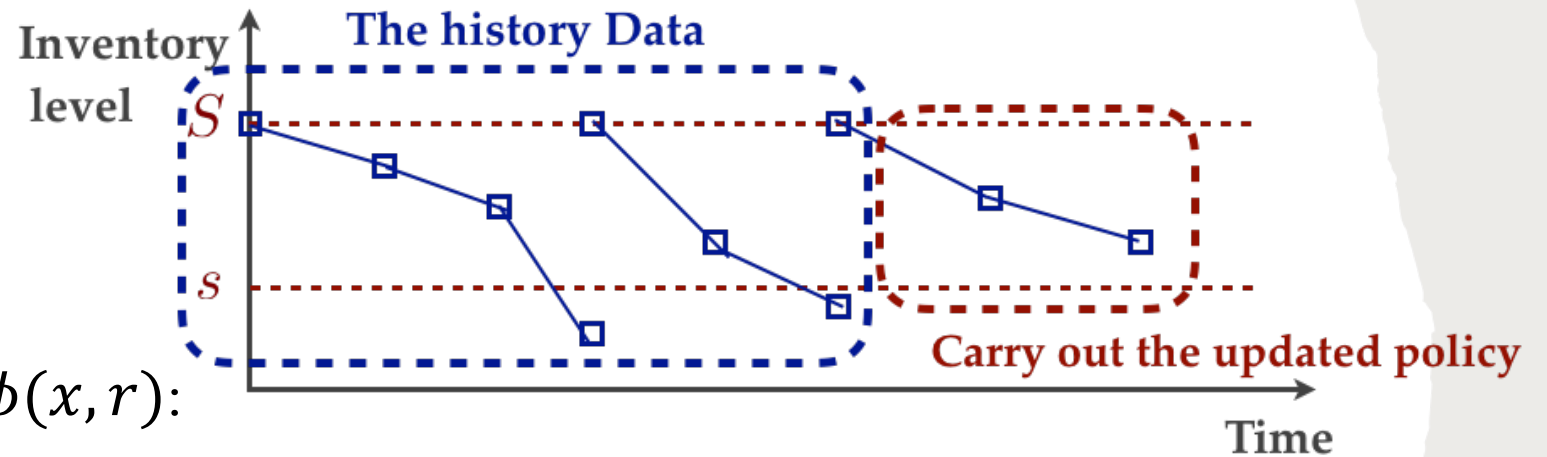 The history Data
Inventory
level
S
s
Carry out the updated policy
(x, r):
Time